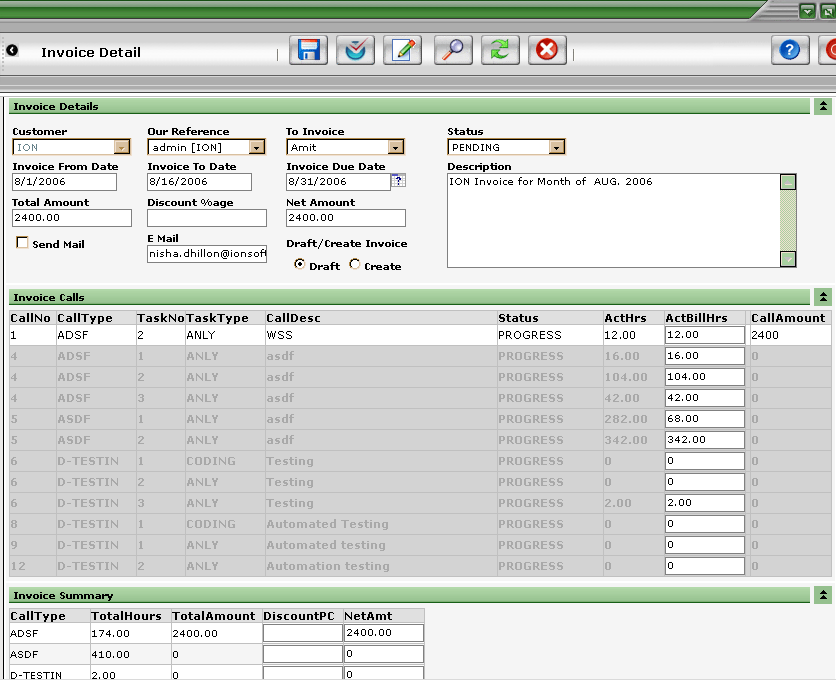 Invoice Detail
Invoice Details
Customer Our Reference To Invoice Status
ION admin [ION] Amit PENDING
Invoice From Date Invoice To Date Invoice Due Date Description
8/1/2006 8/16/2006 8/31/2006 ? ION Invoice for Month of AUG. 2006
Total Amount Discount %age Net Amount
2400.00 2400.00
Send Mail E Mail Draft/Create Invoice
nisha.dhillon@ionsoft Draft Create
Invoice Calls
CallNo CallType TaskNo TaskType CallDesc Status ActHrs ActBillHrs CallAmount
1 ADSF 2 ANLY WSS PROGRESS 12.00 12.00 2400
4 ADSF 1 ANLY asdf PROGRESS 16.00 16.00 0
4 ADSF 2 ANLY asdf PROGRESS 104.00 104.00 0
4 ADSF 3 ANLY asdf PROGRESS 42.00 42.00 0
5 ASDF 1 ANLY asdf PROGRESS 282.00 68.00 0
5 ASDF 2 ANLY asdf PROGRESS 342.00 342.00 0
6 D-TESTIN 1 CODING Testing PROGRESS 0 0 0
6 D-TESTIN 2 ANLY Testing PROGRESS 0 0 0
6 D-TESTIN 3 ANLY Testing PROGRESS 2.00 2.00 0
8 D-TESTIN 1 CODING Automated Testing PROGRESS 0 0 0
9 D-TESTIN 1 ANLY Automated testing PROGRESS 0 0 0
12 D-TESTIN 2 ANLY Automation testing PROGRESS 0 0 0
Invoice Summary
CallType TotalHours TotalAmount DiscountPC NetAmt
ADSF 174.00 2400.00 2400.00
ASDF 410.00 0 0
D-TESTIN 2.00 0 0